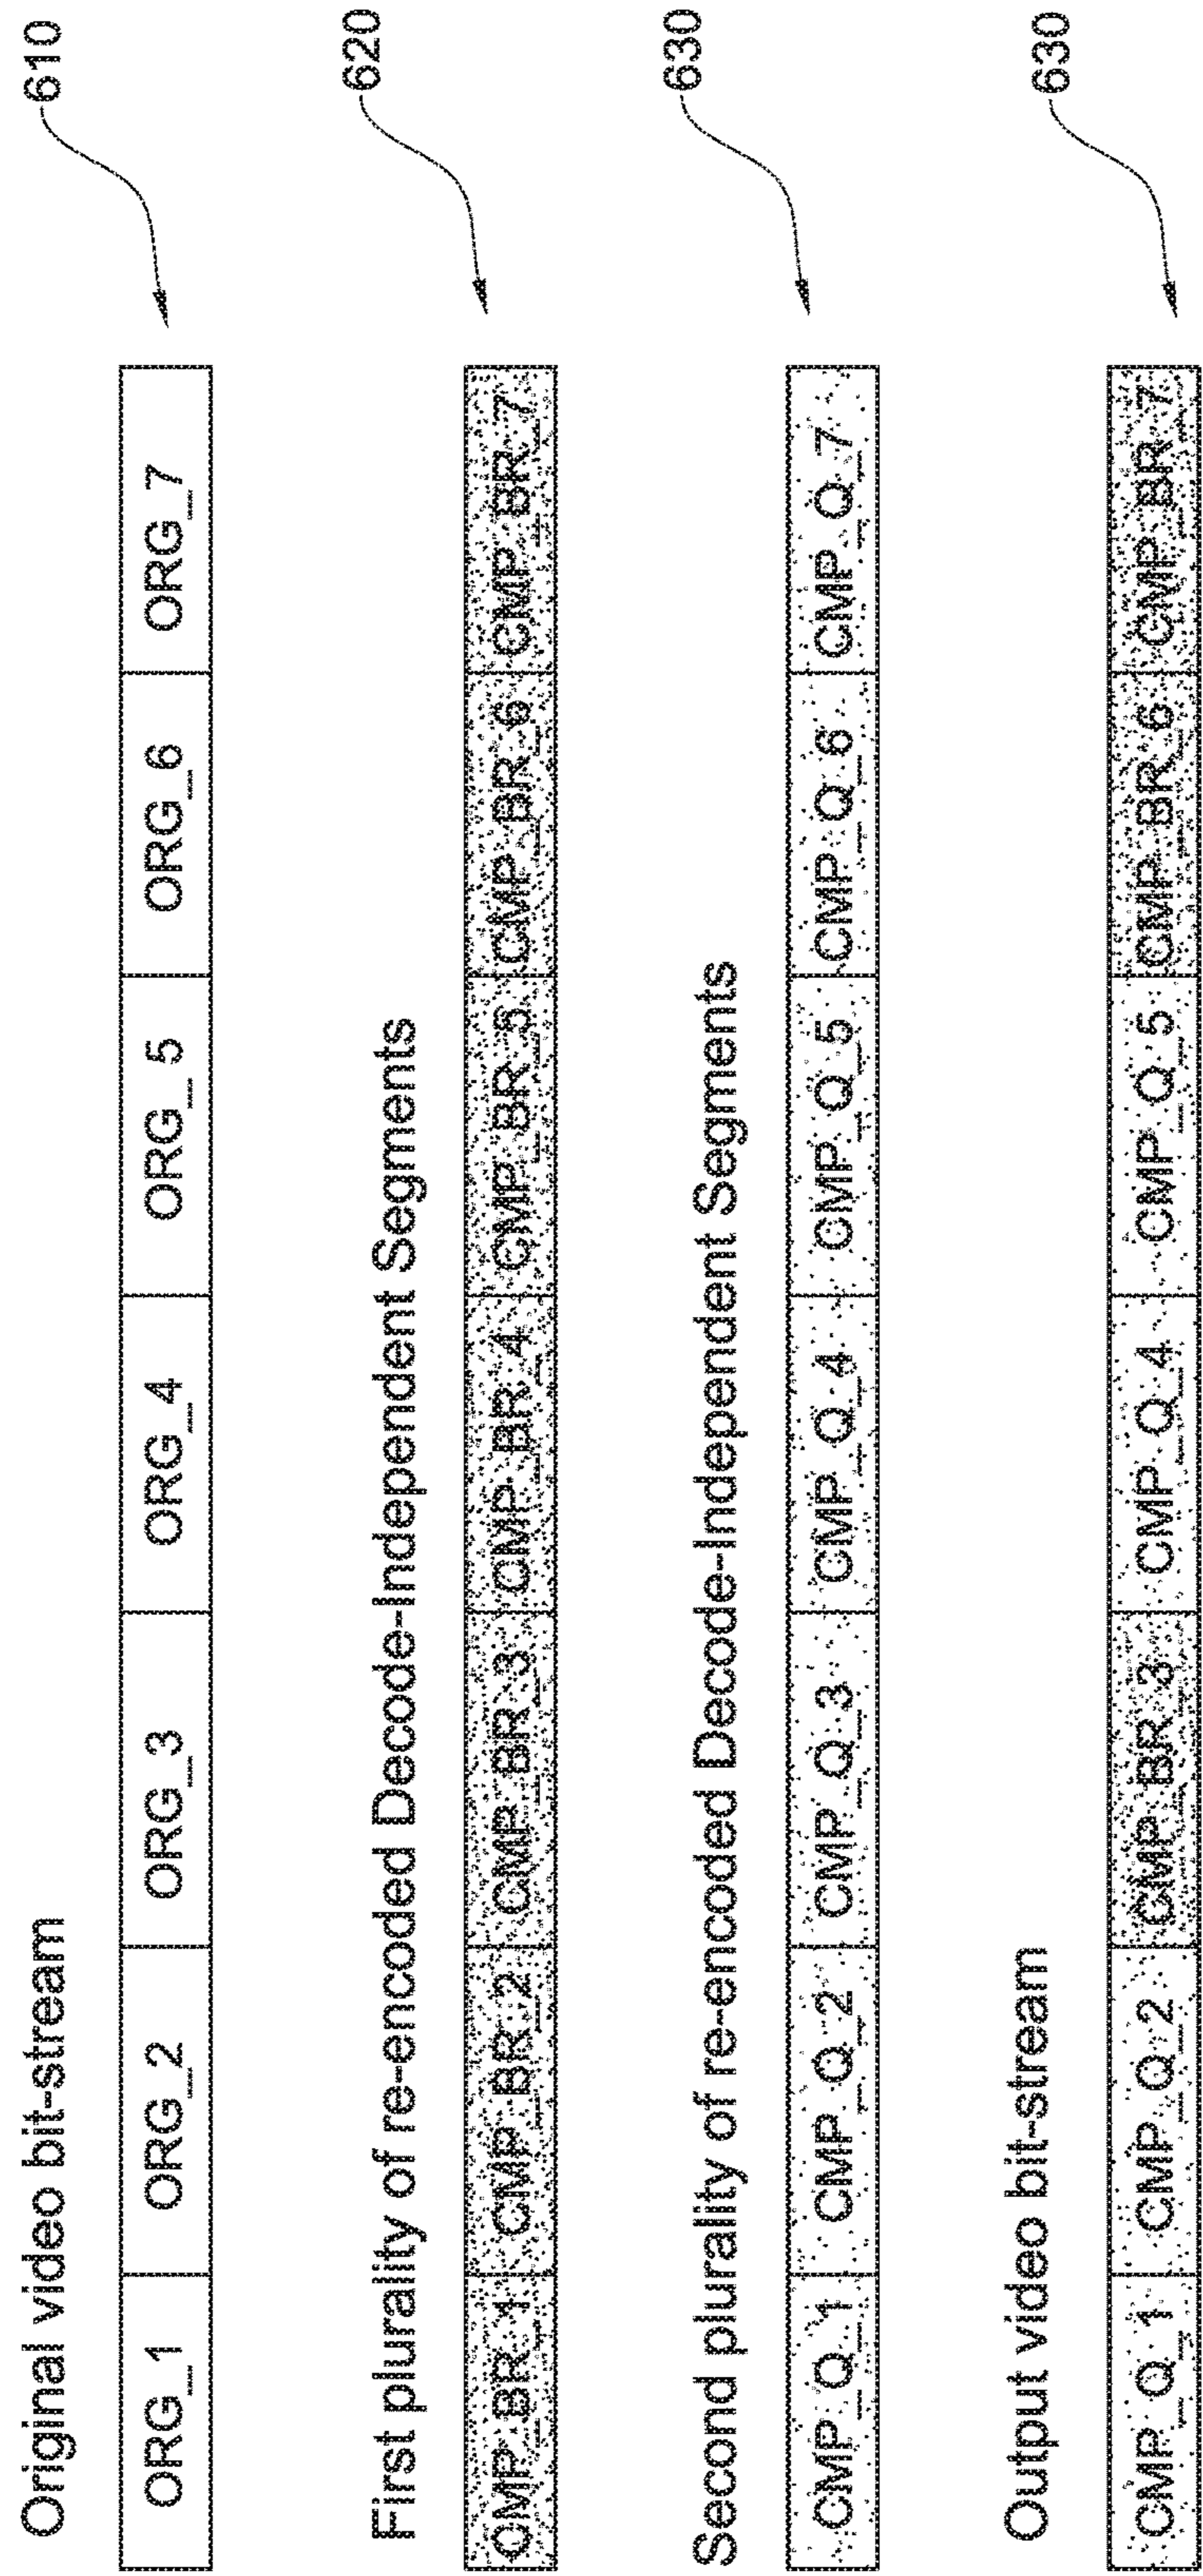 Original video bit-stream
610
ORG_1 ORG_2 ORG_3 ORG_4 ORG_5 ORG_6 ORG_7
First plurality of re-encoded Decode-Independent Segments
620
CMP_BR_1 CMP_BR_2 CMP_BR_3 CMP_BR_4 CMP_BR_5 CMP_BR_6 CMP_BR_7
Second plurality of re-encoded Decode-Independent Segments
630
CMP_Q_1 CMP_Q_2 CMP_Q_3 CMP_Q_4 CMP_Q_5 CMP_Q_6 CMP_Q_7
Output video bit-stream
630
CMP_Q_1 CMP_Q_2 CMP_BR_3 CMP_Q_4 CMP_Q_5 CMP_BR_6 CMP_BR_7